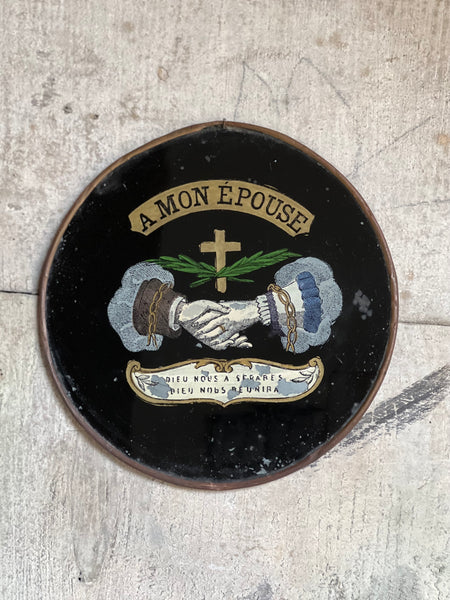 A MON ÉPOUSE
DIEU NOUS A SÉPARÉS
DIEU NOUS RÉUNIRA